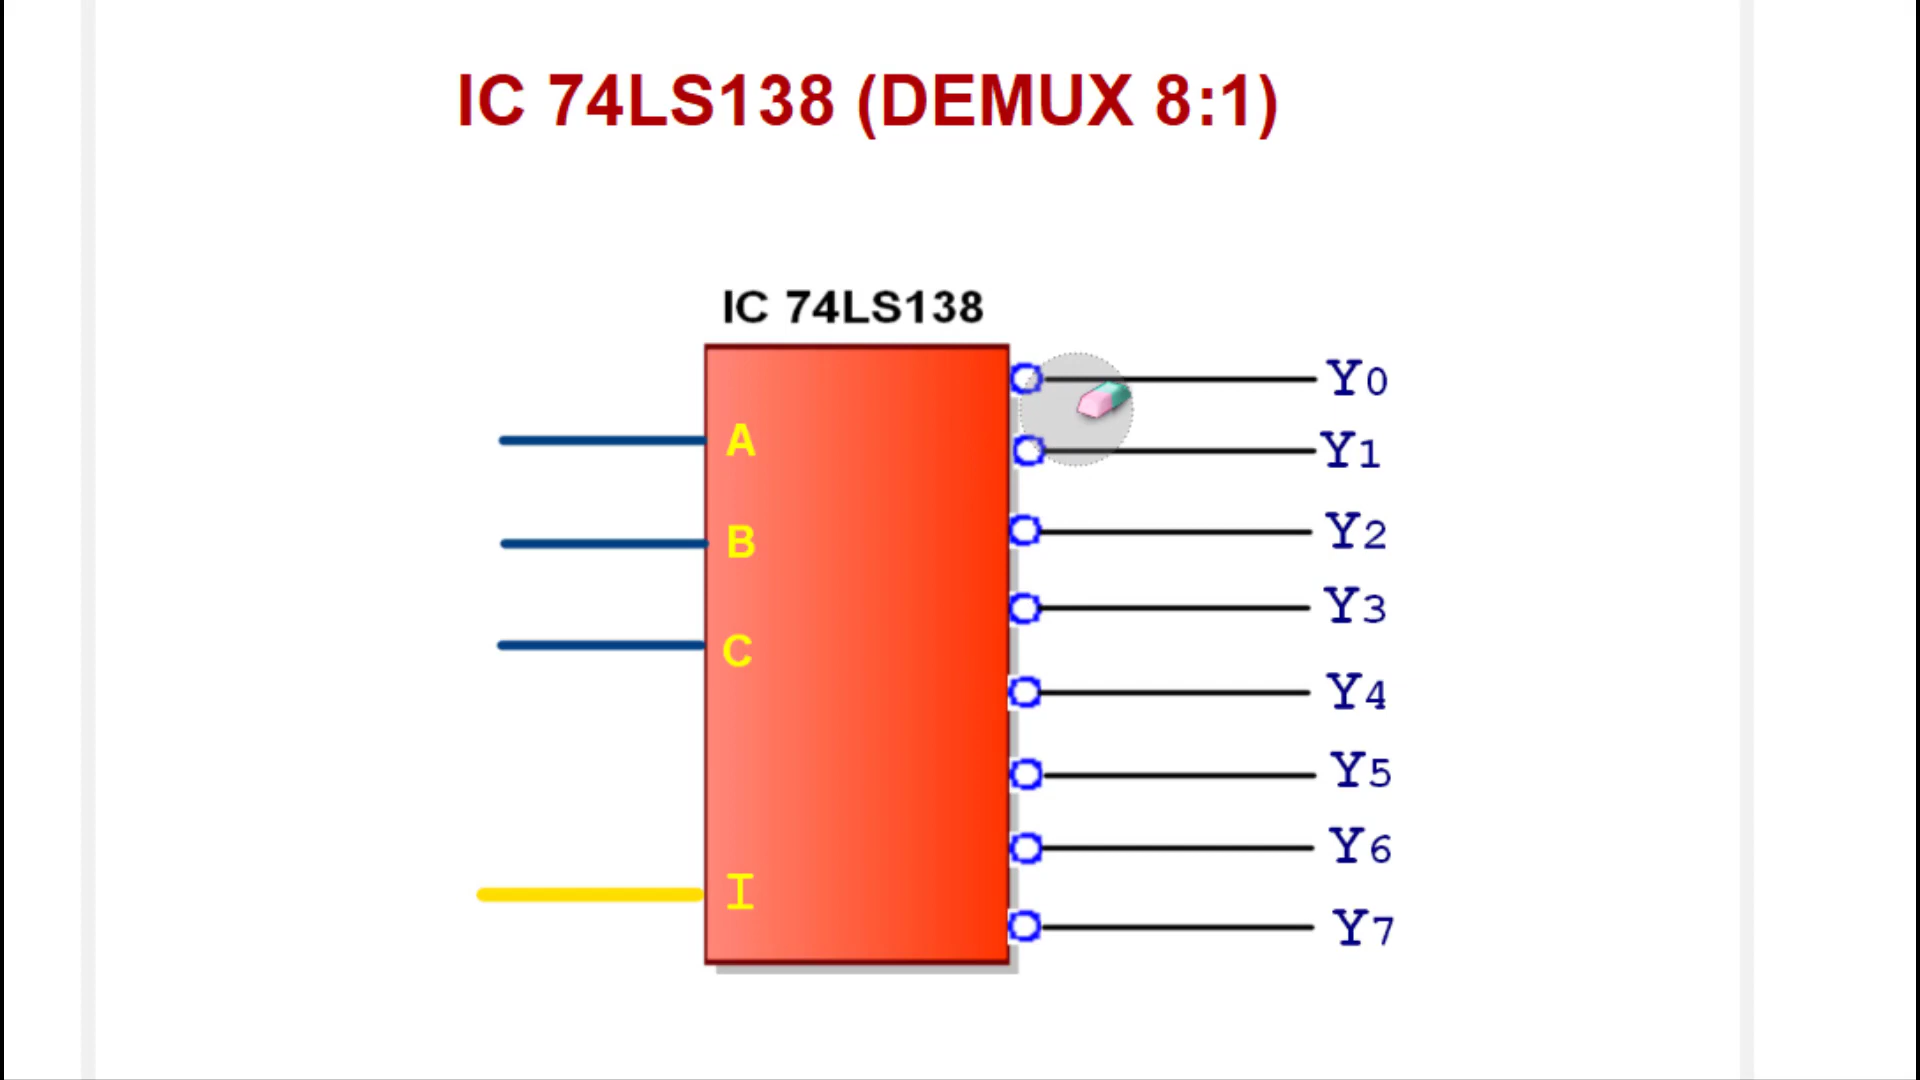 IC 74LS138 (DEMUX 8:1)
IC 74LS138
Y0
A
Y1
B
Y2
Y3
C
Y4
Y5
Y6
I
Y7